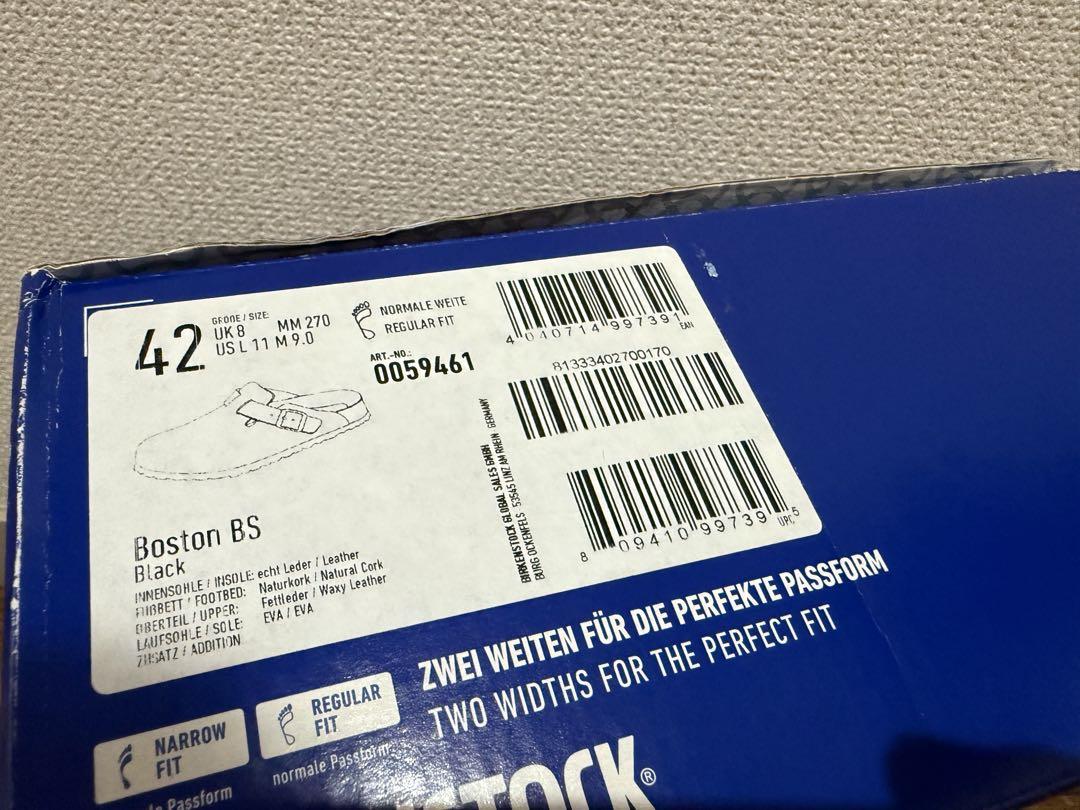 42
GRÖßE / SIZE:
UK 8 MM 270
US L 11 M 9.0
NORMALE WEITE
REGULAR FIT
ART.-NO.:
0059461
4 040714 997391
EAN
81333402700170
8 09410 99739 5
UPC
BIRKENSTOCK GLOBAL SALES GMBH
BURG OCKENFELS · 53545 LINZ AM RHEIN · GERMANY
Boston BS
Black
INNENSOHLE / INSOLE: echt Leder / Leather
FUßBETT / FOOTBED: Naturkork / Natural Cork
OBERTEIL / UPPER: Fettleder / Waxy Leather
LAUFSOHLE / SOLE: EVA / EVA
ZUSATZ / ADDITION:
ZWEI WEITEN FÜR DIE PERFEKTE PASSFORM
TWO WIDTHS FOR THE PERFECT FIT
NARROW
FIT
REGULAR
FIT
Passform
normale Passform
STOCK®